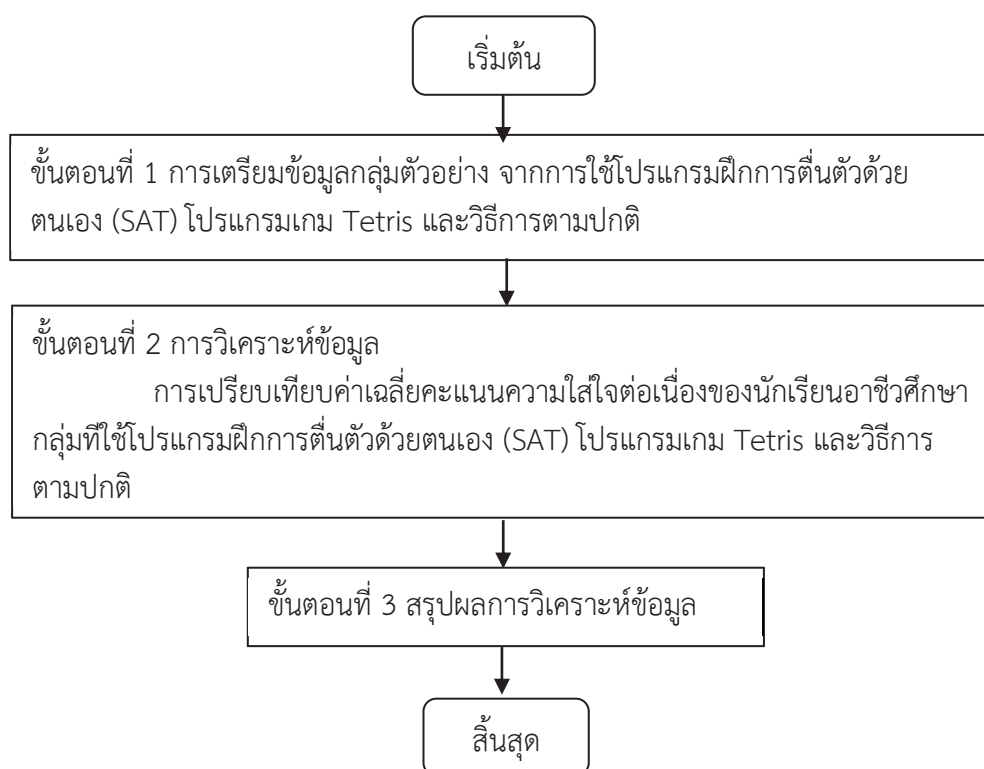 เริ่มต้น
ขั้นตอนที่ 1 การเตรียมข้อมูลกลุ่มตัวอย่าง จากการใช้โปรแกรมฝึกการตื่นตัวด้วย
ตนเอง (SAT) โปรแกรมเกม Tetris และวิธีการตามปกติ
ขั้นตอนที่ 2 การวิเคราะห์ข้อมูล
การเปรียบเทียบค่าเฉลี่ยคะแนนความใส่ใจต่อเนื่องของนักเรียนอาชีวศึกษา
กลุ่มที่ใช้โปรแกรมฝึกการตื่นตัวด้วยตนเอง (SAT) โปรแกรมเกม Tetris และวิธีการ
ตามปกติ
ขั้นตอนที่ 3 สรุปผลการวิเคราะห์ข้อมูล
สิ้นสุด